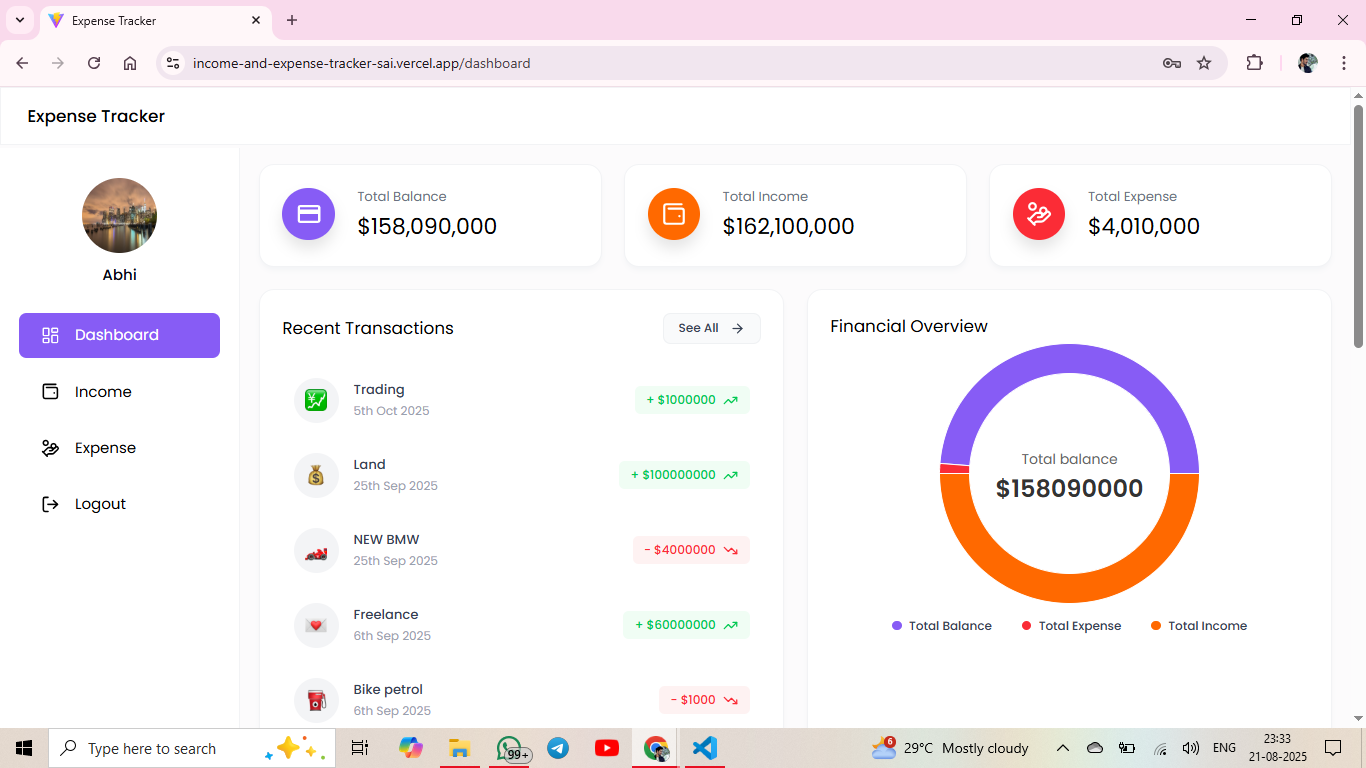 Expense Tracker
income-and-expense-tracker-sai.vercel.app/dashboard
Expense Tracker
Abhi
Dashboard
Income
Expense
Logout
Total Balance
$158,090,000
Total Income
$162,100,000
Total Expense
$4,010,000
Recent Transactions
See All
Trading
5th Oct 2025
+ $1000000
Land
25th Sep 2025
+ $100000000
NEW BMW
25th Sep 2025
- $4000000
Freelance
6th Sep 2025
+ $60000000
Bike petrol
6th Sep 2025
- $1000
Financial Overview
Total balance
$158090000
Total Balance
Total Expense
Total Income
Type here to search
99+
6
29°C Mostly cloudy
ENG
23:33
21-08-2025